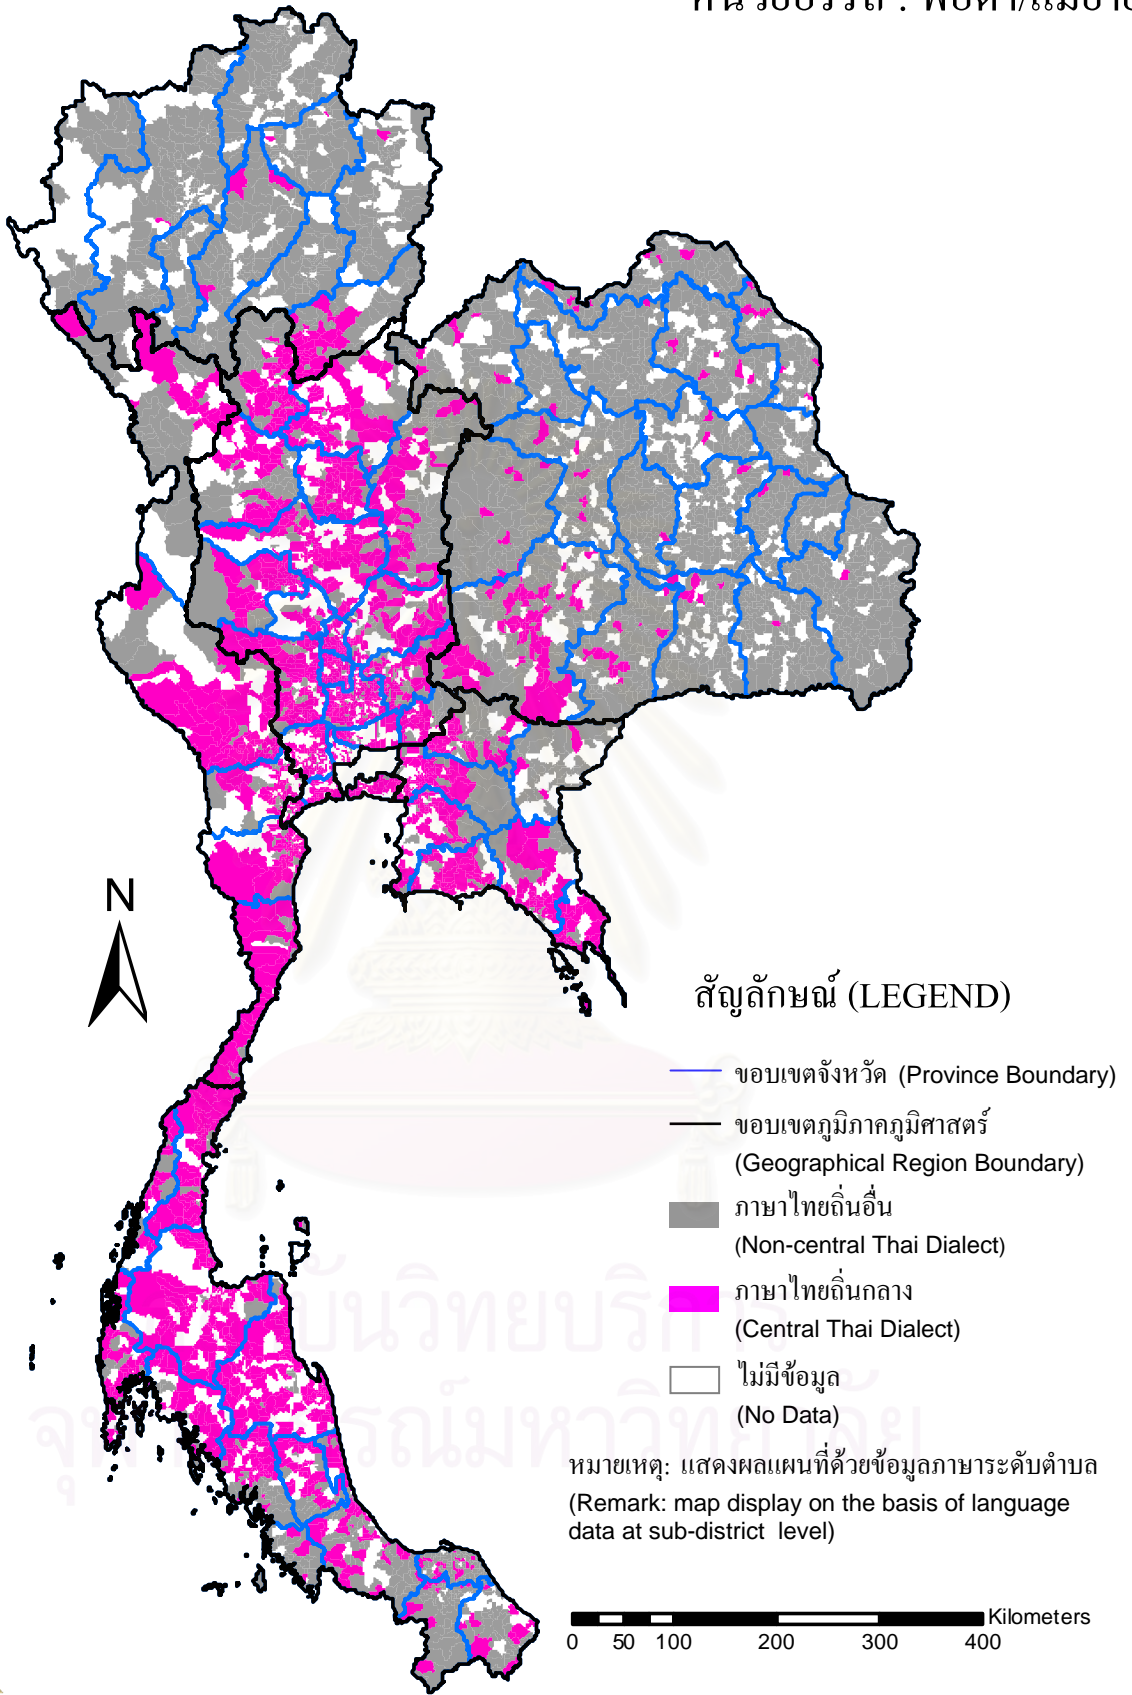 N
สัญลักษณ์ (LEGEND)
ขอบเขตจังหวัด (Province Boundary)
ขอบเขตภูมิภาคภูมิศาสตร์
(Geographical Region Boundary)
ภาษาไทยถิ่นอื่น
(Non-central Thai Dialect)
ภาษาไทยถิ่นกลาง
(Central Thai Dialect)
ไม่มีข้อมูล
(No Data)
หมายเหตุ: แสดงผลแผนที่ด้วยข้อมูลภาษาระดับตำบล
(Remark: map display on the basis of language
data at sub-district level)
Kilometers
0 50 100 200 300 400